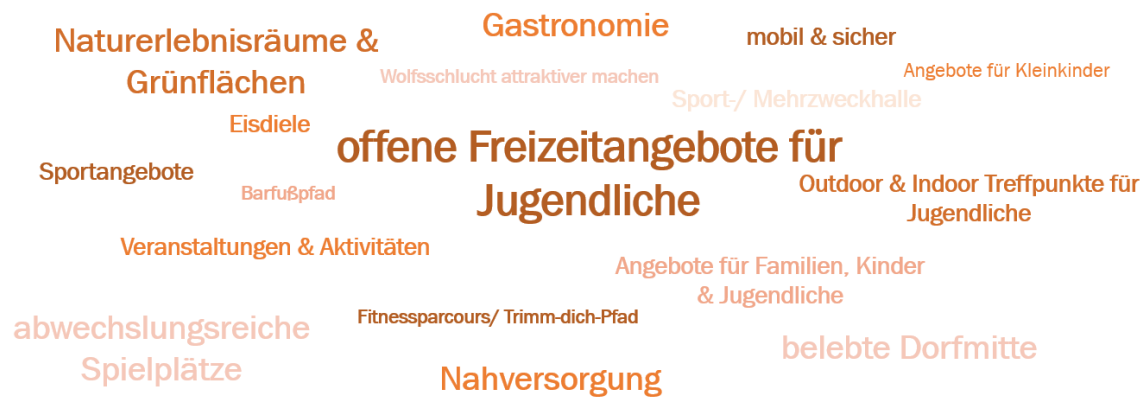 Gastronomie
Naturerlebnisräume &
Grünflächen
mobil & sicher
Wolfsschlucht attraktiver machen
Angebote für Kleinkinder
Sport-/ Mehrzweckhalle
Eisdiele
offene Freizeitangebote für
Jugendliche
Sportangebote
Barfußpfad
Outdoor & Indoor Treffpunkte für
Jugendliche
Veranstaltungen & Aktivitäten
Angebote für Familien, Kinder
& Jugendliche
Fitnessparcours/ Trimm-dich-Pfad
abwechslungsreiche
Spielplätze
belebte Dorfmitte
Nahversorgung